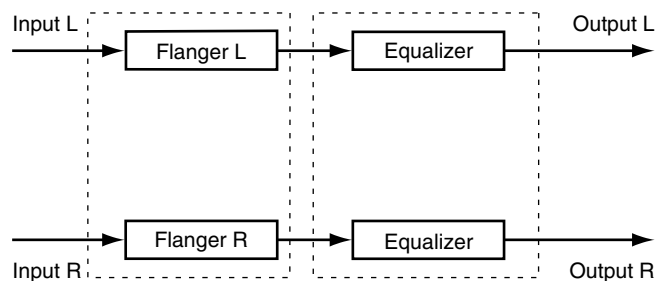 Input L
Output L
Flanger L
Equalizer
Flanger R
Equalizer
Input R
Output R